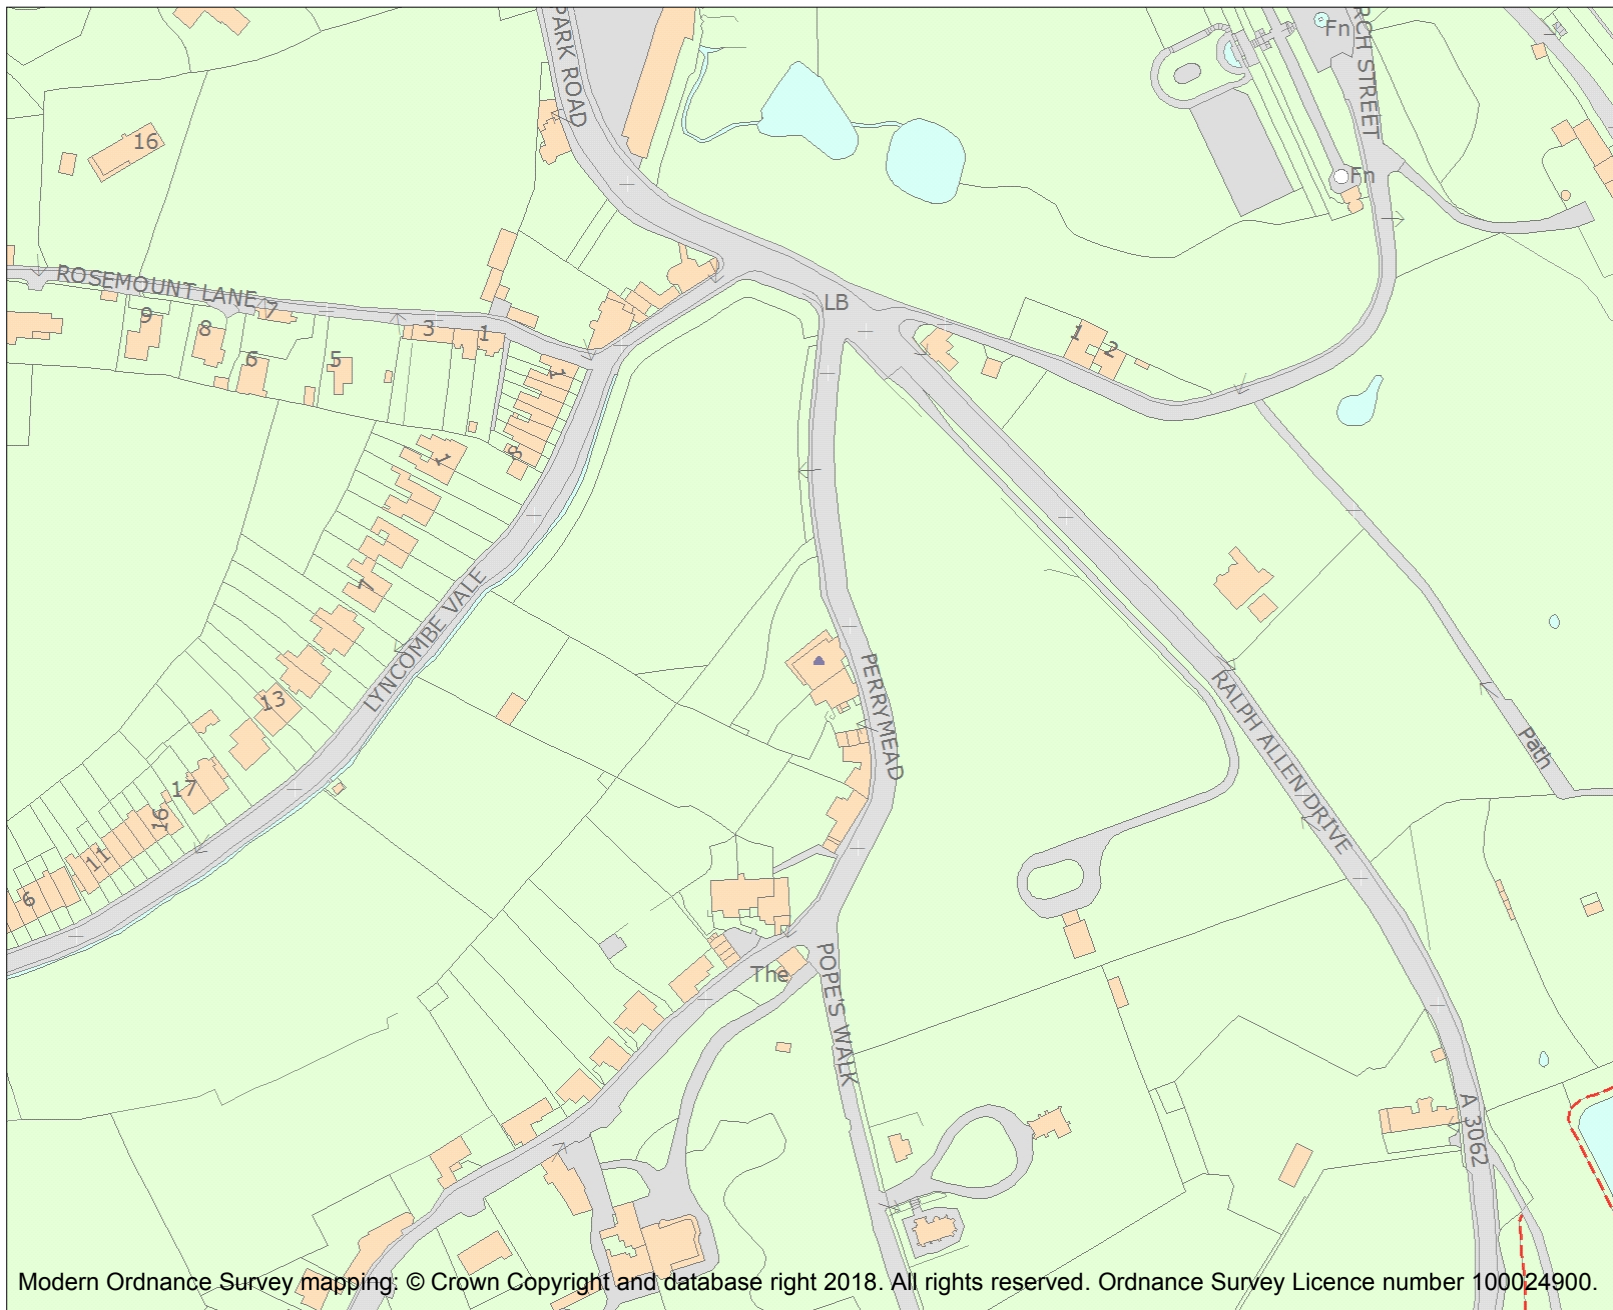 PARK ROAD
RCH STREET
Fn
16
Fn
ROSEMOUNT LANE
7
9
8
3
1
6
5
LB
1
2
1
8
1
4
LYNCOMBE VALE
13
17
16
11
6
PERRYMEAD
RALPH ALLEN DRIVE
Path
The
POPE'S WALK
A 3062
Modern Ordnance Survey mapping: © Crown Copyright and database right 2018. All rights reserved. Ordnance Survey Licence number 100024900.